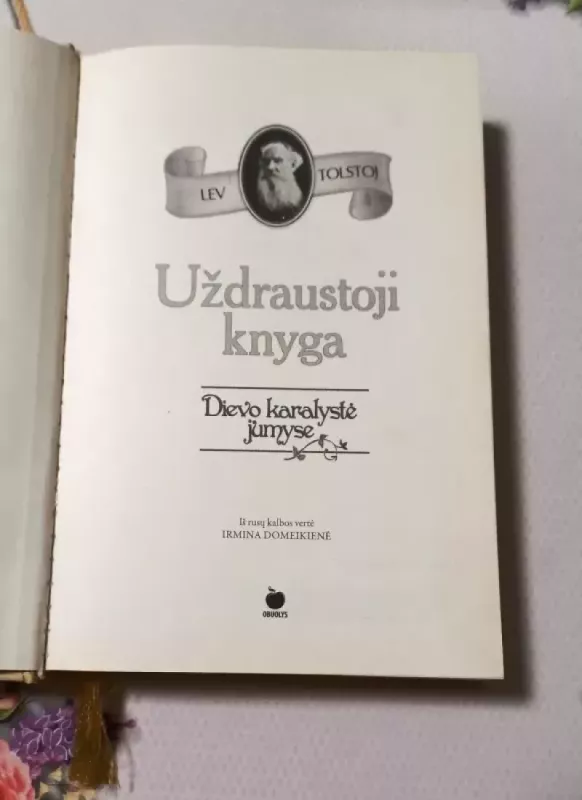 LEV TOLSTOJ
Uždraustoji
knyga
Dievo karalystė
jumyse
Iš rusų kalbos vertė
IRMINA DOMEIKIENĖ
OBUOLYS